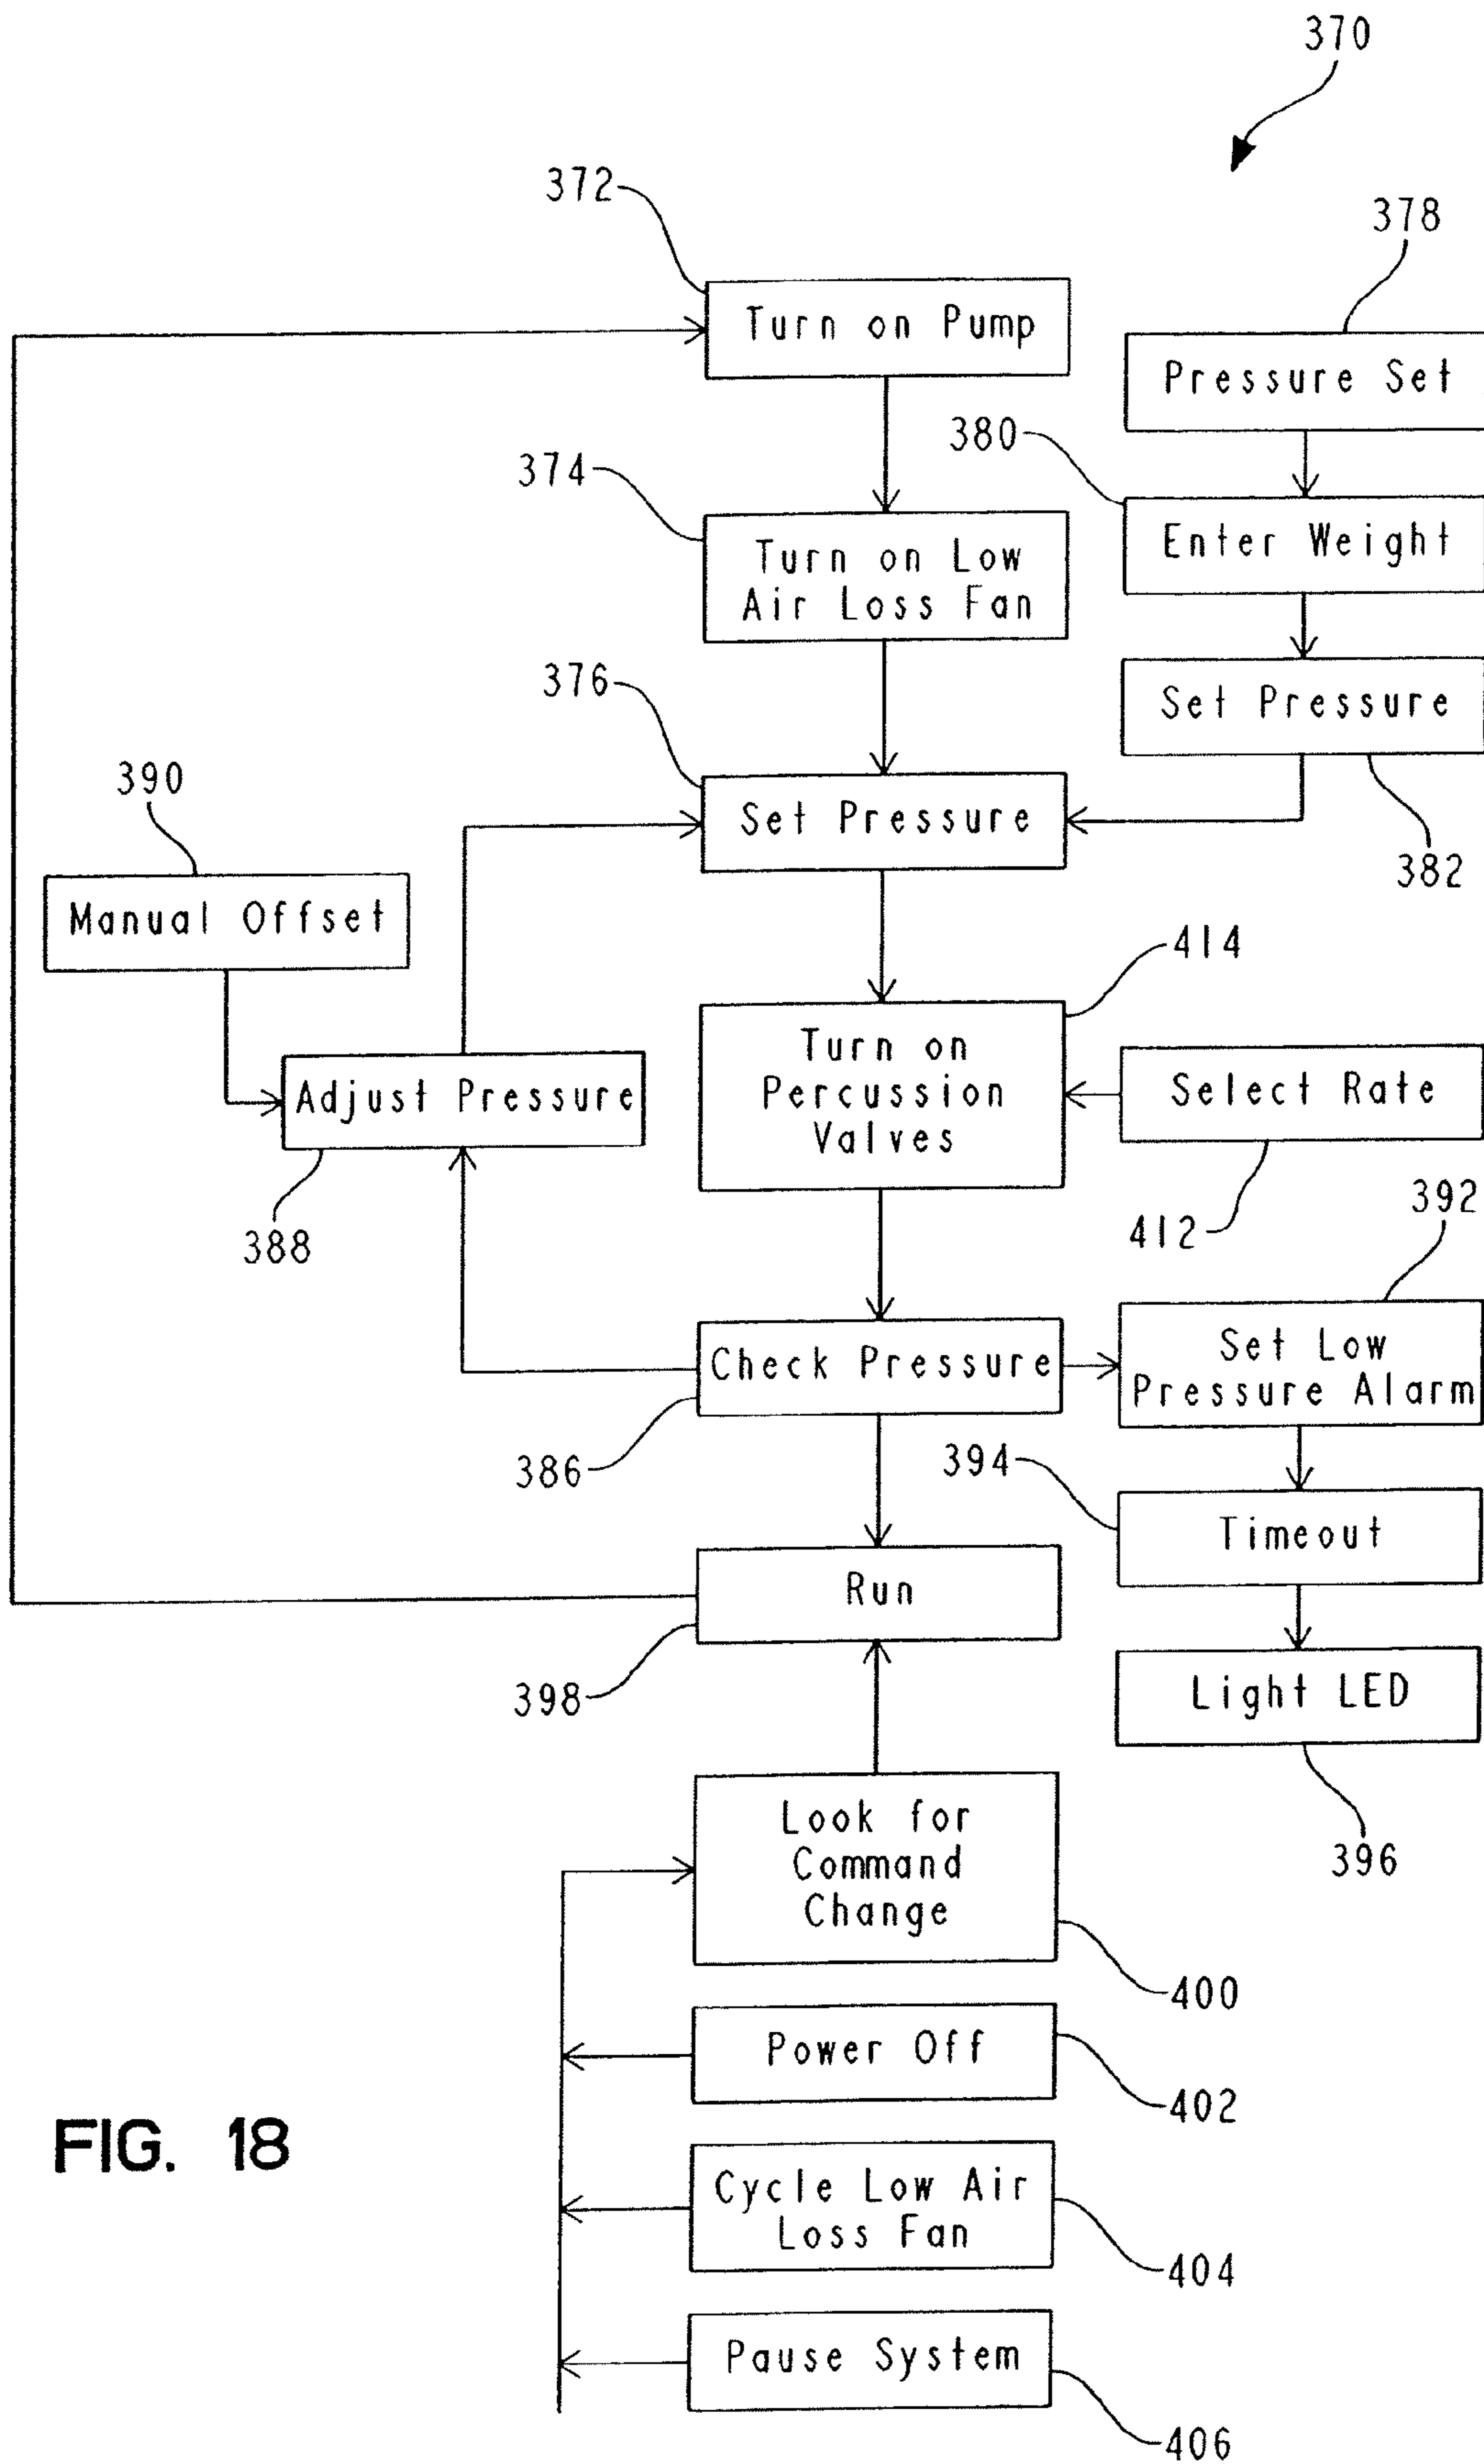 370
372
378
Turn on Pump
Pressure Set
380
374
Enter Weight
Turn on Low
Air Loss Fan
376
Set Pressure
390
Set Pressure
382
Manual Offset
414
Turn on
Percussion
Valves
Select Rate
Adjust Pressure
388
412
392
Check Pressure
Set Low
Pressure Alarm
386
394
Timeout
Run
398
Light LED
396
Look for
Command
Change
400
Power Off
402
FIG. 18
Cycle Low Air
Loss Fan
404
Pause System
406